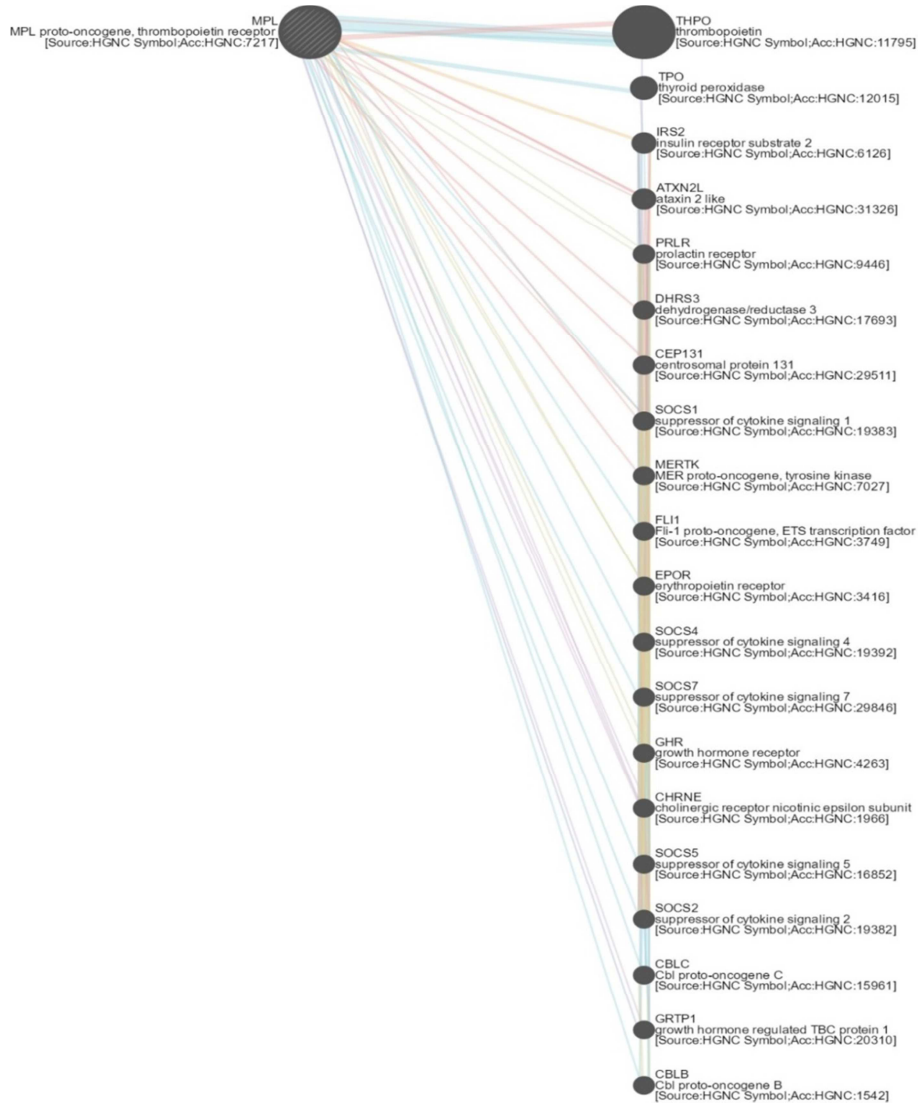 MPL
MPL proto-oncogene, thrombopoietin receptor
[Source:HGNC Symbol;Acc:HGNC:7217]
THPO
thrombopoietin
[Source:HGNC Symbol;Acc:HGNC:11795]
TPO
thyroid peroxidase
[Source:HGNC Symbol;Acc:HGNC:12015]
IRS2
insulin receptor substrate 2
[Source:HGNC Symbol;Acc:HGNC:6126]
ATXN2L
ataxin 2 like
[Source:HGNC Symbol;Acc:HGNC:31326]
PRLR
prolactin receptor
[Source:HGNC Symbol;Acc:HGNC:9446]
DHRS3
dehydrogenase/reductase 3
[Source:HGNC Symbol;Acc:HGNC:17693]
CEP131
centrosomal protein 131
[Source:HGNC Symbol;Acc:HGNC:29511]
SOCS1
suppressor of cytokine signaling 1
[Source:HGNC Symbol;Acc:HGNC:19383]
MERTK
MER proto-oncogene, tyrosine kinase
[Source:HGNC Symbol;Acc:HGNC:7027]
FLI1
Fli-1 proto-oncogene, ETS transcription factor
[Source:HGNC Symbol;Acc:HGNC:3749]
EPOR
erythropoietin receptor
[Source:HGNC Symbol;Acc:HGNC:3416]
SOCS4
suppressor of cytokine signaling 4
[Source:HGNC Symbol;Acc:HGNC:19392]
SOCS7
suppressor of cytokine signaling 7
[Source:HGNC Symbol;Acc:HGNC:29846]
GHR
growth hormone receptor
[Source:HGNC Symbol;Acc:HGNC:4263]
CHRNE
cholinergic receptor nicotinic epsilon subunit
[Source:HGNC Symbol;Acc:HGNC:1966]
SOCS5
suppressor of cytokine signaling 5
[Source:HGNC Symbol;Acc:HGNC:16852]
SOCS2
suppressor of cytokine signaling 2
[Source:HGNC Symbol;Acc:HGNC:19382]
CBLC
Cbl proto-oncogene C
[Source:HGNC Symbol;Acc:HGNC:15961]
GRTP1
growth hormone regulated TBC protein 1
[Source:HGNC Symbol;Acc:HGNC:20310]
CBLB
Cbl proto-oncogene B
[Source:HGNC Symbol;Acc:HGNC:1542]